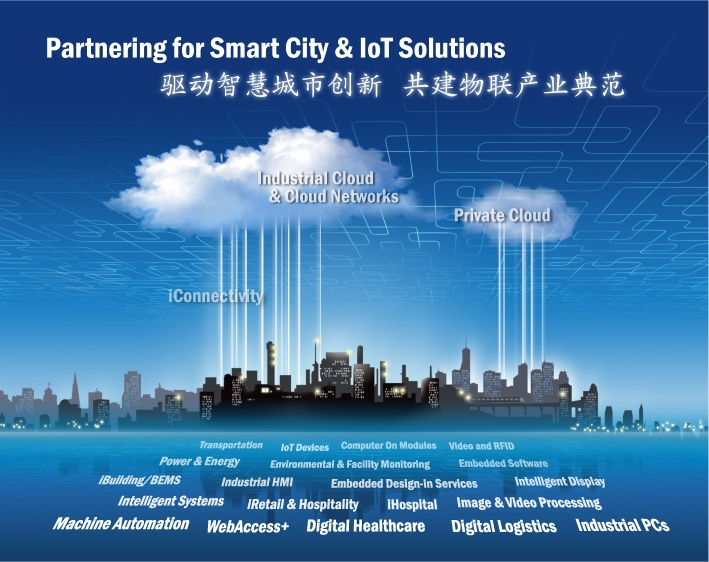 Partnering for Smart City & IoT Solutions
驱动智慧城市创新 共建物联产业典范
Industrial Cloud
& Cloud Networks
Private Cloud
iConnectivity
Transportation IoT Devices Computer On Modules Video and RFID
Power & Energy Environmental & Facility Monitoring Embedded Software
iBuilding/BEMS Industrial HMI Embedded Design-in Services Intelligent Display
Intelligent Systems iRetail & Hospitality iHospital Image & Video Processing
Machine Automation WebAccess+ Digital Healthcare Digital Logistics Industrial PCs